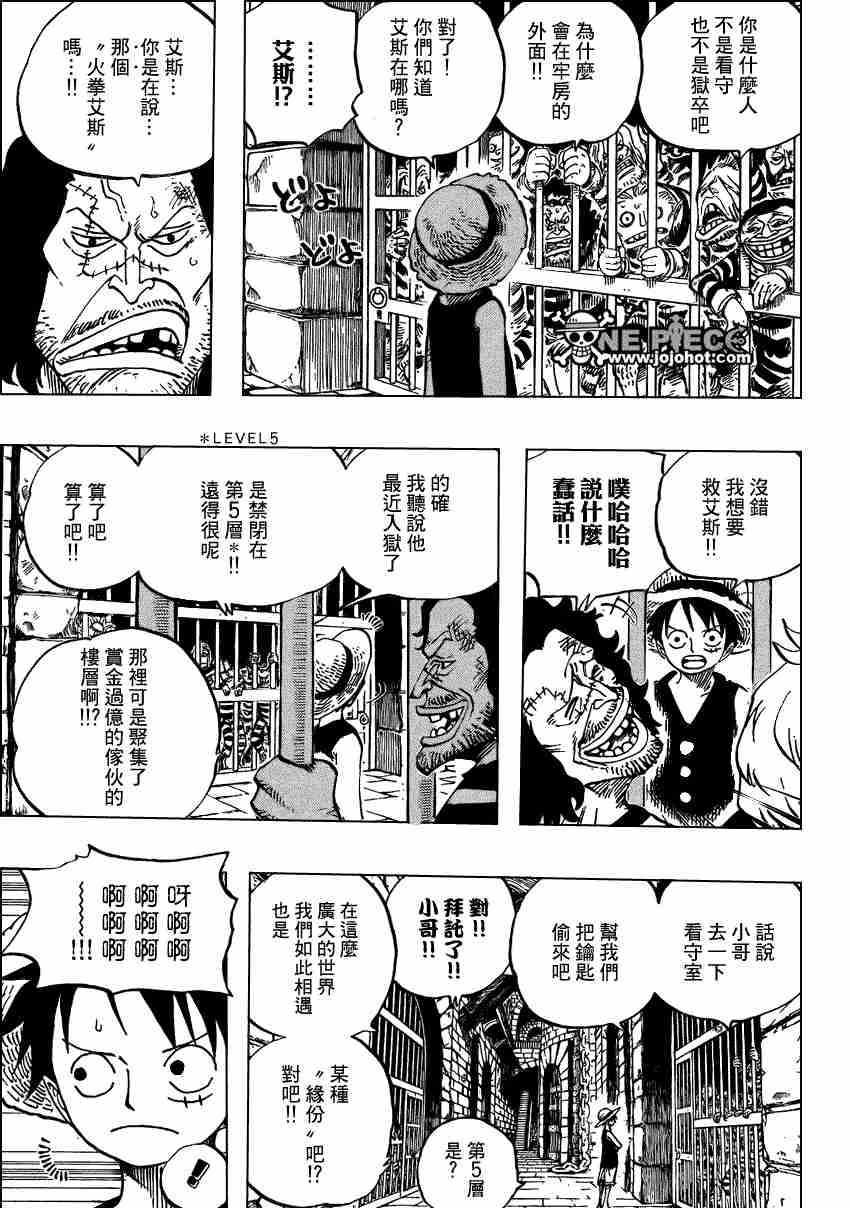 你是什麼人
不是看守
也不是獄卒吧
為什麼
會在牢房的
外面!!
對了!
你們知道
艾斯在哪嗎?
………
艾斯!?
どよ
どよ
ONE PIECE
www.jojohot.com
艾斯…
你是在說…
那個
〝火拳艾斯〞
嗎…!!
沒錯
我想要
救艾斯!!
噗哈哈哈
說什麼
蠢話!!
*LEVEL5
的確
我聽說他
最近入獄了
是禁閉在
第5層*!!
遠得很呢
算了吧
算了吧!!
那裡可是聚集了
賞金過億的傢伙的
樓層啊!!?
話說
小哥
去一下
看守室
幫我們
把鑰匙
偷來吧
對!!
拜託了!!
小哥!!
在這麼
廣大的世界
我們如此相遇
也是
某種
〝緣份〞吧!?
對吧!!
第5層
是?
呀啊啊
啊啊啊
啊啊啊
~~~!!!
!